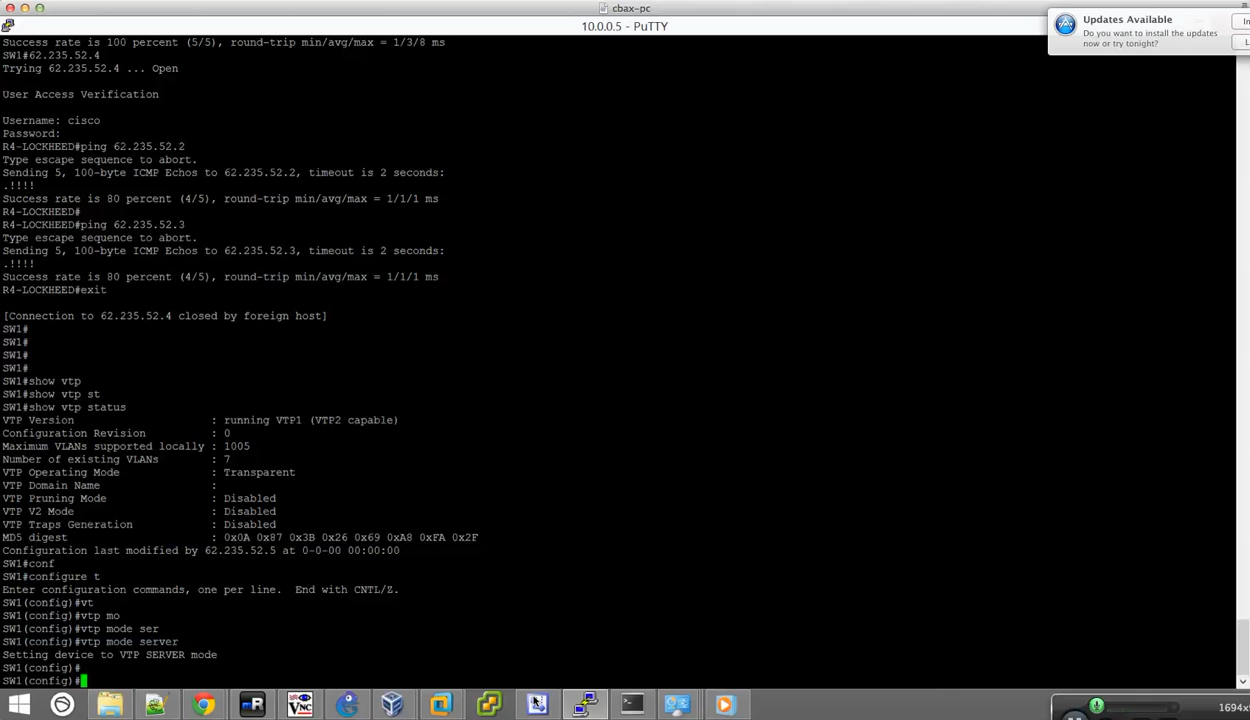 cbax-pc
10.0.0.5 - PuTTY
Updates Available
Do you want to install the updates
now or try tonight?
Success rate is 100 percent (5/5), round-trip min/avg/max = 1/3/8 ms
SW1#62.235.52.4
Trying 62.235.52.4 ... Open
User Access Verification
Username: cisco
Password:
R4-LOCKHEED#ping 62.235.52.2
Type escape sequence to abort.
Sending 5, 100-byte ICMP Echos to 62.235.52.2, timeout is 2 seconds:
.!!!!
Success rate is 80 percent (4/5), round-trip min/avg/max = 1/1/1 ms
R4-LOCKHEED#
R4-LOCKHEED#ping 62.235.52.3
Type escape sequence to abort.
Sending 5, 100-byte ICMP Echos to 62.235.52.3, timeout is 2 seconds:
.!!!!
Success rate is 80 percent (4/5), round-trip min/avg/max = 1/1/1 ms
R4-LOCKHEED#exit
[Connection to 62.235.52.4 closed by foreign host]
SW1#
SW1#
SW1#
SW1#
SW1#show vtp
SW1#show vtp st
SW1#show vtp status
VTP Version : running VTP1 (VTP2 capable)
Configuration Revision : 0
Maximum VLANs supported locally : 1005
Number of existing VLANs : 7
VTP Operating Mode : Transparent
VTP Domain Name :
VTP Pruning Mode : Disabled
VTP V2 Mode : Disabled
VTP Traps Generation : Disabled
MD5 digest : 0x0A 0x87 0x3B 0x26 0x69 0xA8 0xFA 0x2F
Configuration last modified by 62.235.52.5 at 0-0-00 00:00:00
SW1#conf
SW1#configure t
Enter configuration commands, one per line. End with CNTL/Z.
SW1(config)#vt
SW1(config)#vtp mo
SW1(config)#vtp mode ser
SW1(config)#vtp mode server
Setting device to VTP SERVER mode
SW1(config)#
SW1(config)#
mR
VNC
1694x